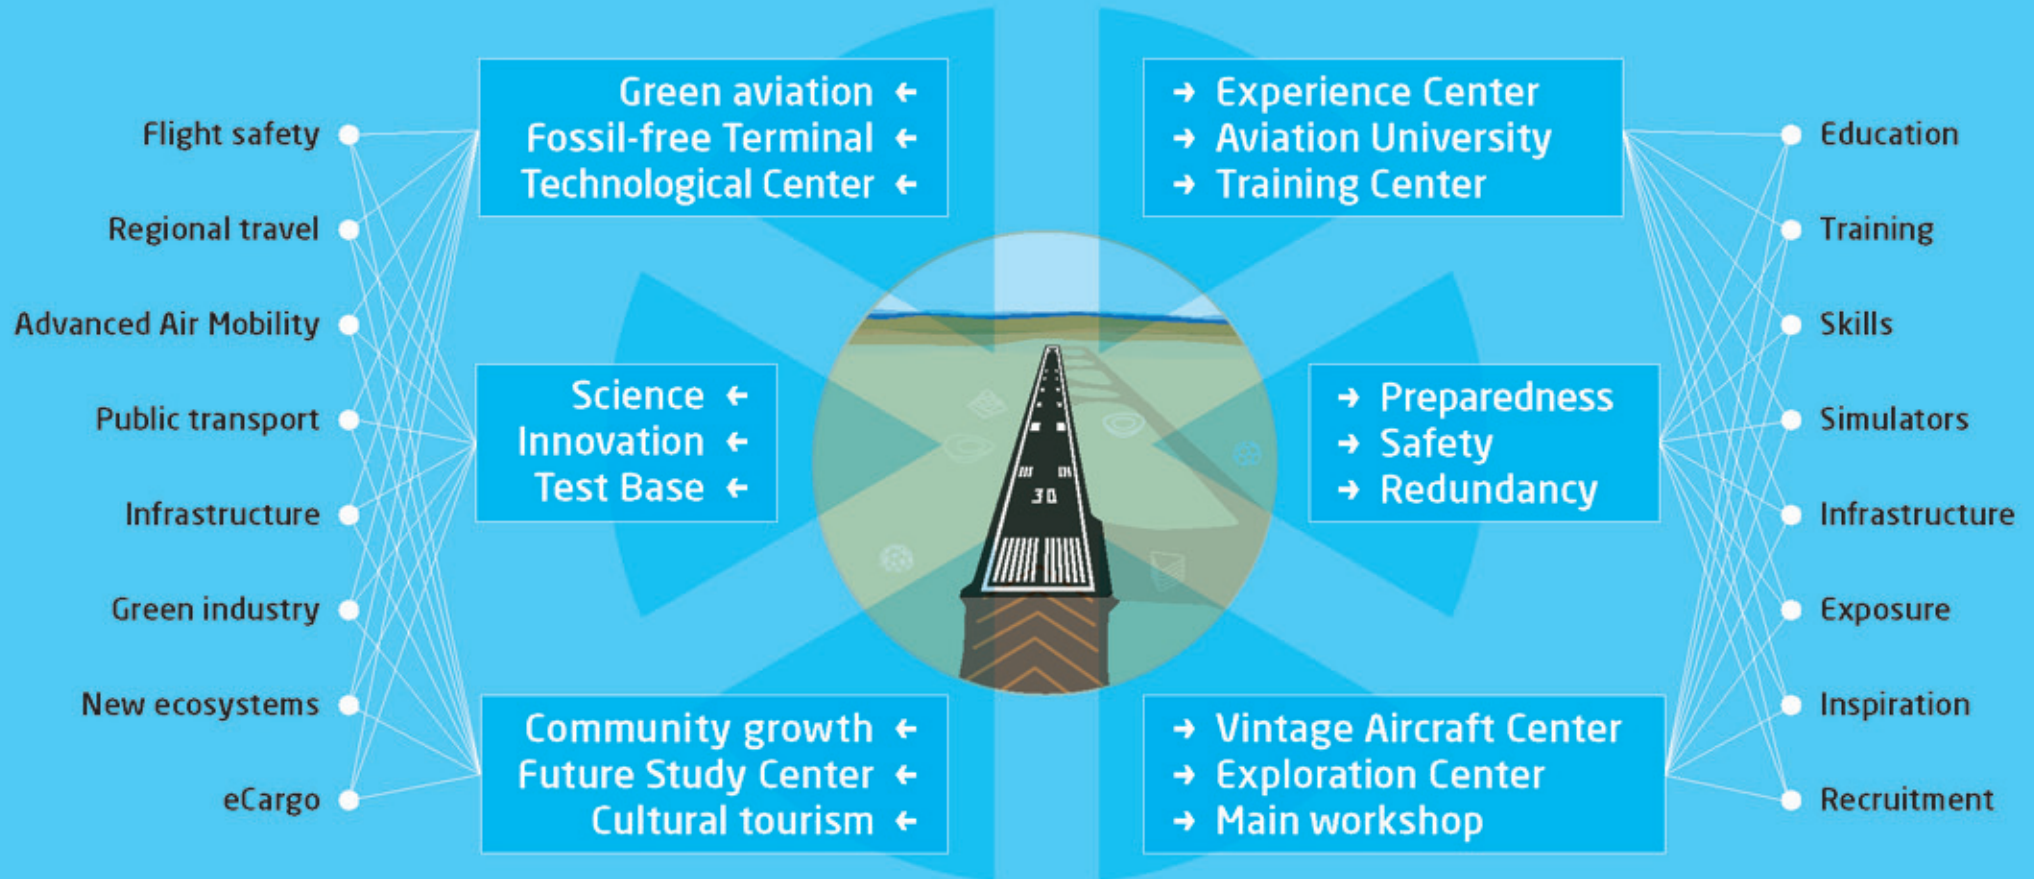 Flight safety
Regional travel
Advanced Air Mobility
Public transport
Infrastructure
Green industry
New ecosystems
eCargo
Green aviation ←
Fossil-free Terminal ←
Technological Center ←
Science ←
Innovation ←
Test Base ←
Community growth ←
Future Study Center ←
Cultural tourism ←
30
→ Experience Center
→ Aviation University
→ Training Center
→ Preparedness
→ Safety
→ Redundancy
→ Vintage Aircraft Center
→ Exploration Center
→ Main workshop
Education
Training
Skills
Simulators
Infrastructure
Exposure
Inspiration
Recruitment